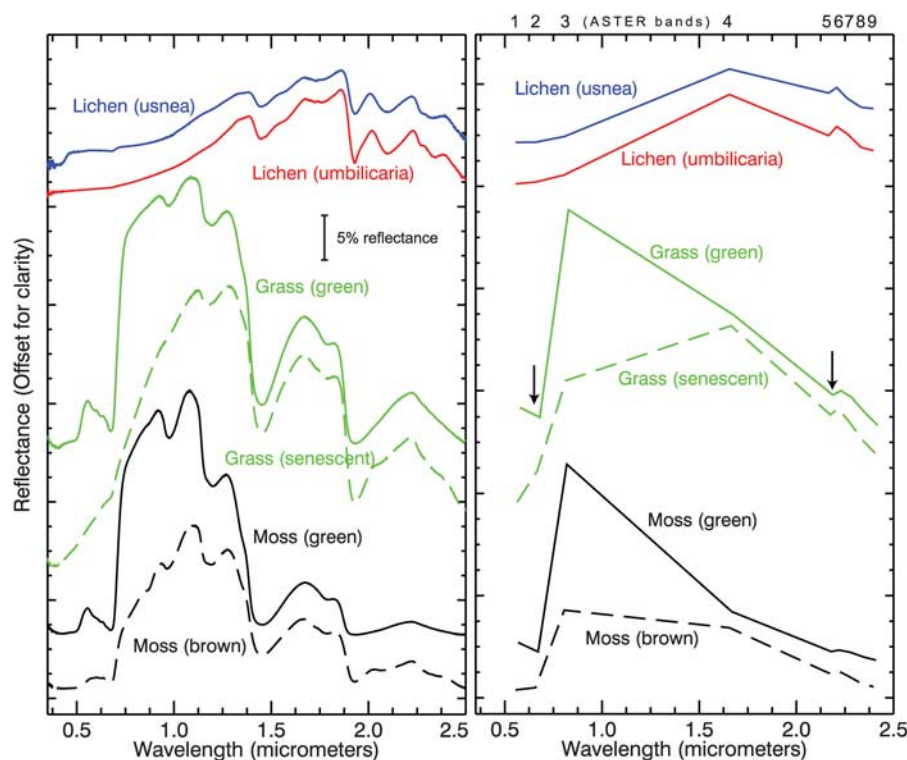 1 2 3 (ASTER bands) 4 56789
Lichen (usnea)
Lichen (umbilicaria)
5% reflectance
Grass (green)
Grass (senescent)
Moss (green)
Moss (brown)
Reflectance (Offset for clarity)
0.5 1.0 1.5 2.0 2.5
Wavelength (micrometers)
Lichen (usnea)
Lichen (umbilicaria)
Grass (green)
Grass (senescent)
Moss (green)
Moss (brown)
0.5 1.0 1.5 2.0 2.5
Wavelength (micrometers)